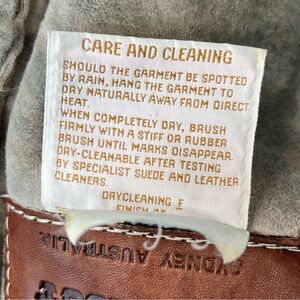 CARE AND CLEANING
SHOULD THE GARMENT BE SPOTTED
BY RAIN, HANG THE GARMENT TO
DRY NATURALLY AWAY FROM DIRECT
HEAT.
WHEN COMPLETELY DRY, BRUSH
FIRMLY WITH A STIFF OR RUBBER
BRUSH UNTIL MARKS DISAPPEAR.
DRY-CLEANABLE AFTER TESTING
BY SPECIALIST SUEDE AND LEATHER
CLEANERS.
DRYCLEANING F
FINISH
SYDNEY AUSTRALIA